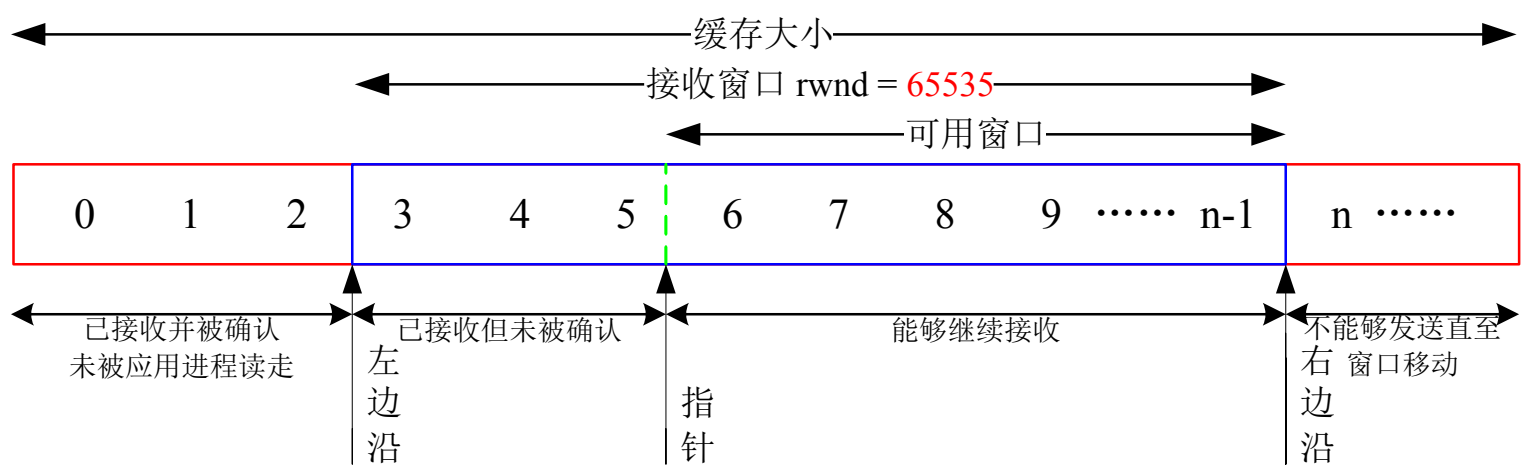 缓存大小
接收窗口 rwnd = 65535
可用窗口
0 1 2 3 4 5 6 7 8 9 …… n-1 n ……
已接收并被确认
未被应用进程读走
已接收但未被确认
能够继续接收
不能够发送直至
窗口移动
左边沿
指针
右边沿